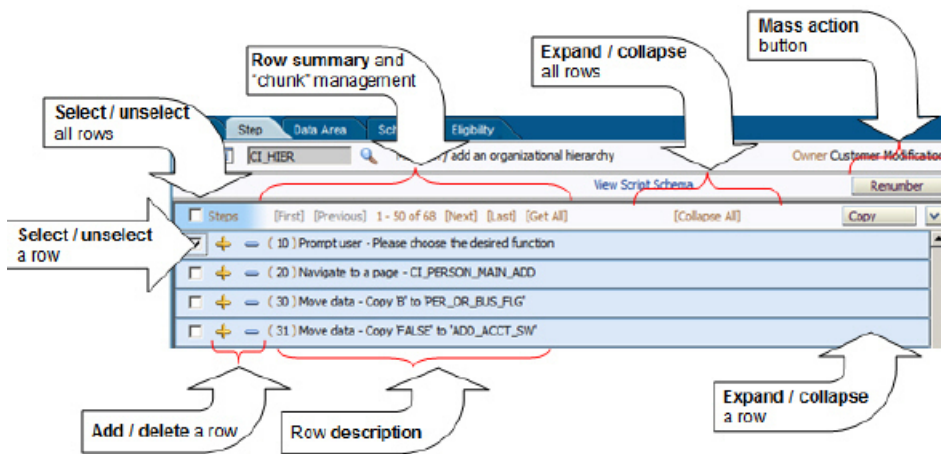 Mass action
button
Expand / collapse
all rows
Row summary and
"chunk" management
Select / unselect
all rows
Step
Data Area
Sch
Eligibility
CI_HIER
/ add an organizational hierarchy
Owner Customer Modification
View Script Schema
Renumber
Steps
[First] [Previous] 1 - 50 of 68 [Next] [Last] [Get All]
[Collapse All]
Copy
Select / unselect
a row
( 10 ) Prompt user - Please choose the desired function
( 20 ) Navigate to a page - CI_PERSON_MAIN_ADD
( 30 ) Move data - Copy 'B' to 'PER_OR_BUS_FLG'
( 31 ) Move data - Copy 'FALSE' to 'ADD_ACCT_SW'
Expand / collapse
a row
Add / delete a row
Row description